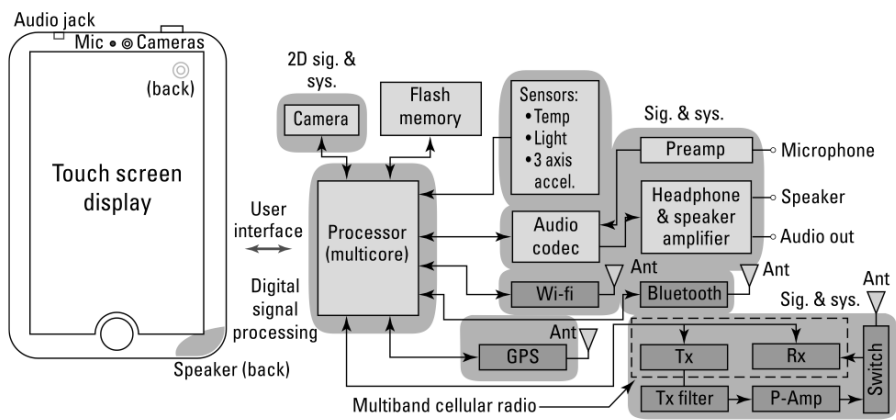 Audio jack
Mic
Cameras
(back)
Touch screen
display
Speaker (back)
User
interface
Digital
signal
processing
2D sig. &
sys.
Camera
Flash
memory
Processor
(multicore)
Sensors:
•Temp
•Light
•3 axis
accel.
Sig. & sys.
Preamp
Microphone
Headphone
& speaker
amplifier
Speaker
Audio out
Audio
codec
Wi-fi
Ant
Bluetooth
Ant
Sig. & sys.
Ant
GPS
Ant
Tx
Rx
Switch
Tx filter
P-Amp
Multiband cellular radio